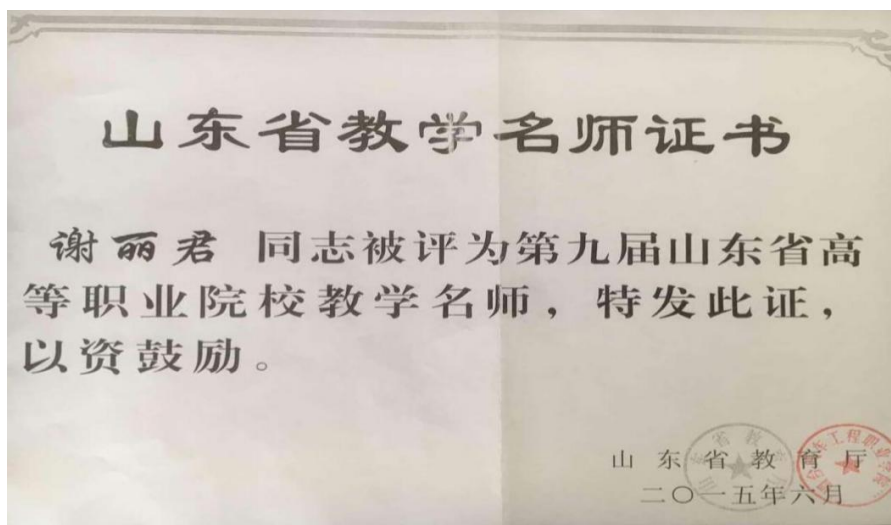 山东省教学名师证书
谢丽君 同志被评为第九届山东省高
等职业院校教学名师，特发此证，
以资鼓励。
山东省教育厅
二〇一五年六月